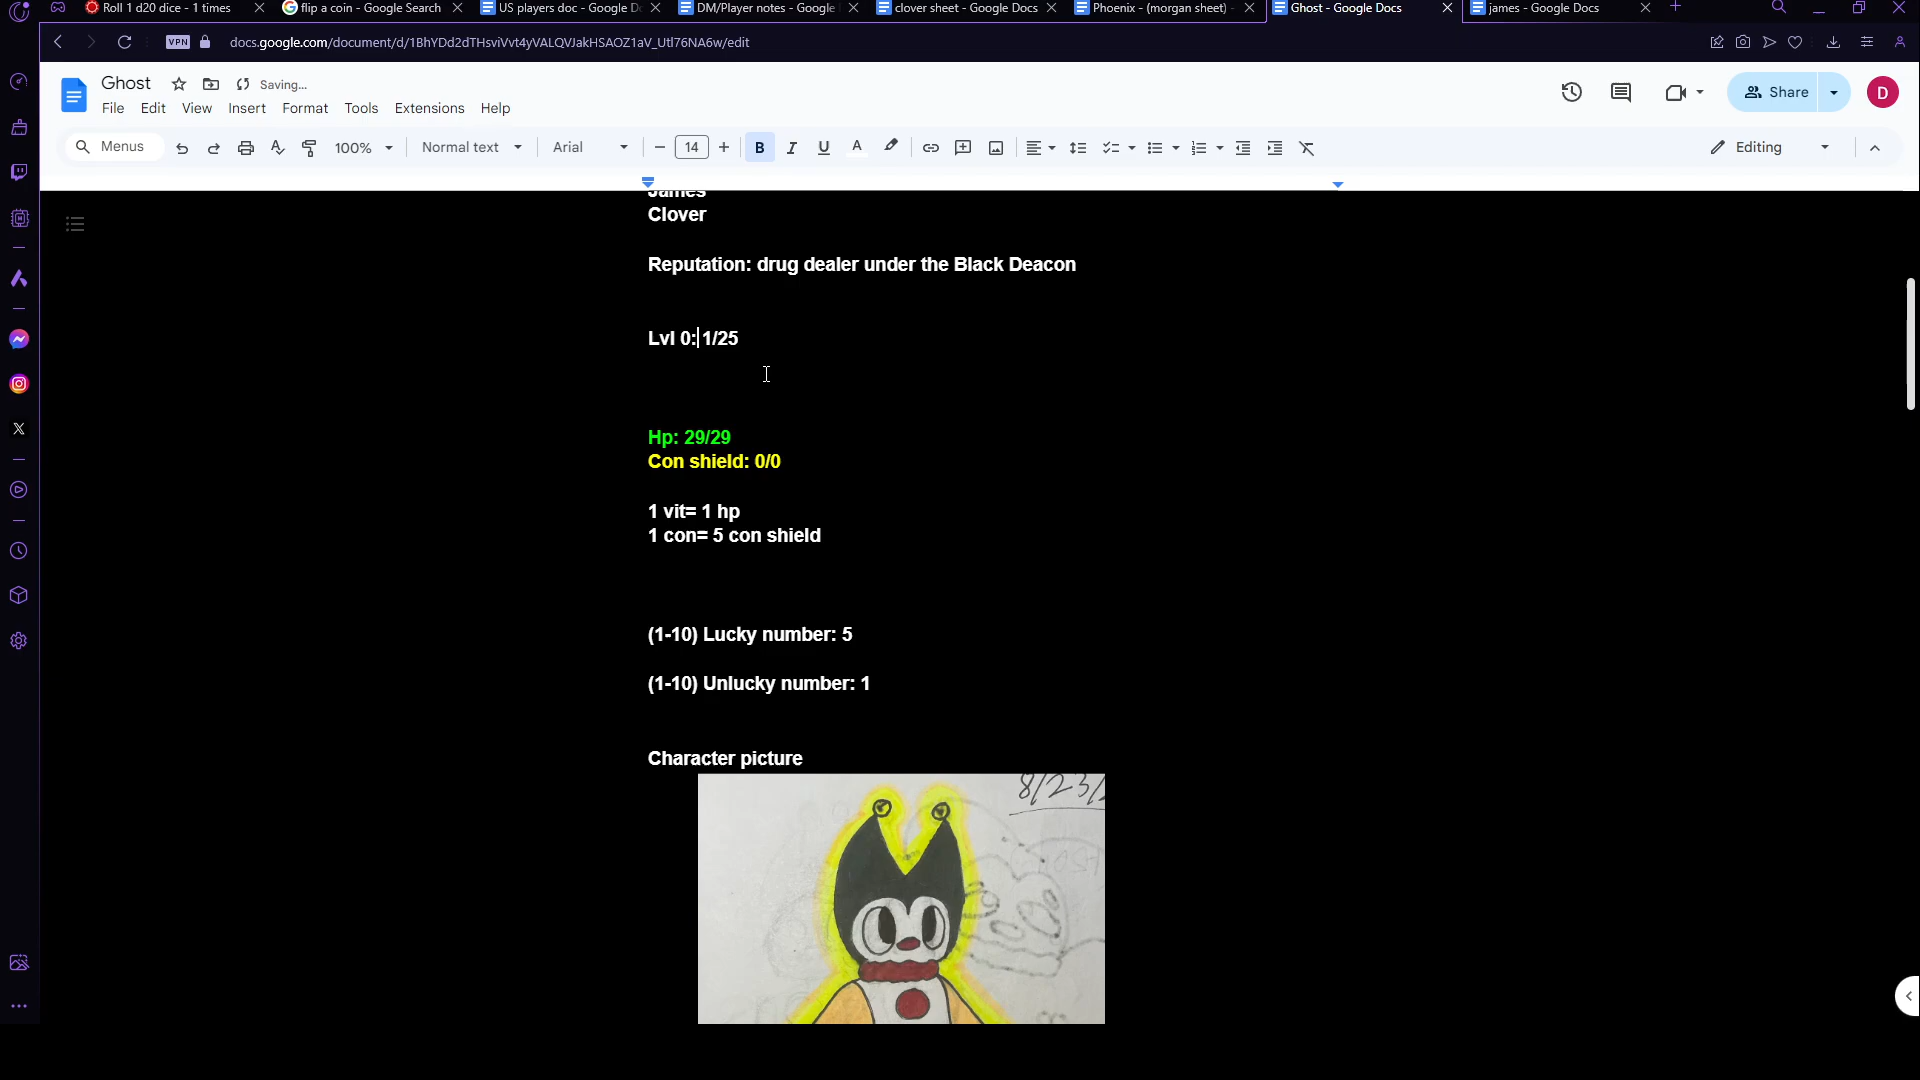 Roll 1 d20 dice - 1 times
flip a coin - Google Search
US players doc - Google D
DM/Player notes - Google
clover sheet - Google Docs
Phoenix - (morgan sheet) -
Ghost - Google Docs
james - Google Docs
VPN
docs.google.com/document/d/1BhYDd2dTHsviVvt4yVALQVJakHSAOZ1aV_Utl76NA6w/edit
Ghost
Saving...
File Edit View Insert Format Tools Extensions Help
Share
D
Menus
100%
Normal text
Arial
14
B I U A
Editing
James
Clover
Reputation: drug dealer under the Black Deacon
Lvl 0: 1/25
Hp: 29/29
Con shield: 0/0
1 vit= 1 hp
1 con= 5 con shield
(1-10) Lucky number: 5
(1-10) Unlucky number: 1
Character picture
8/23/